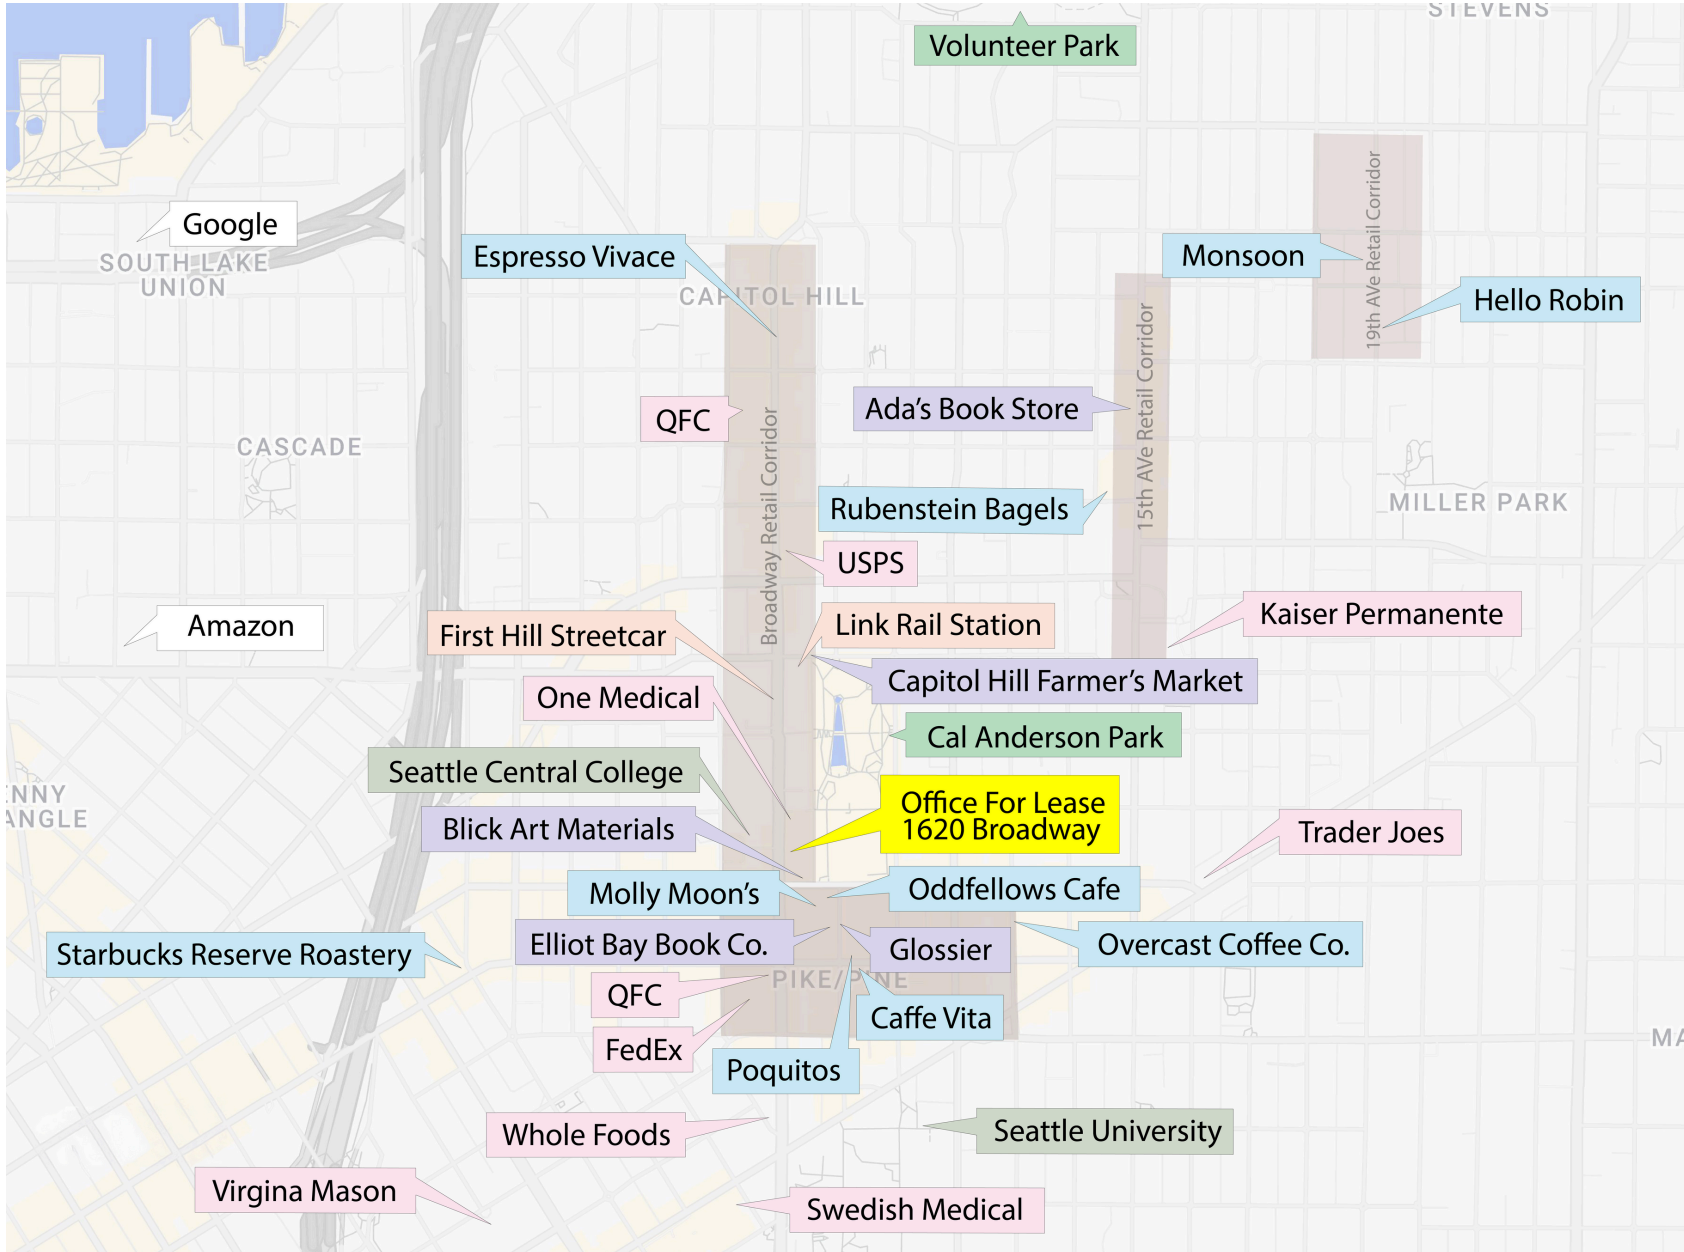 STEVENS
Volunteer Park
Google
SOUTH LAKE
UNION
Espresso Vivace
CAPITOL HILL
Monsoon
19th AVe Retail Corridor
Hello Robin
QFC
Ada's Book Store
15th AVe Retail Corridor
CASCADE
Broadway Retail Corridor
Rubenstein Bagels
MILLER PARK
USPS
Amazon
First Hill Streetcar
Link Rail Station
Kaiser Permanente
Capitol Hill Farmer's Market
One Medical
Cal Anderson Park
Seattle Central College
ENNY
ANGLE
Office For Lease
1620 Broadway
Blick Art Materials
Trader Joes
Molly Moon's
Oddfellows Cafe
Starbucks Reserve Roastery
Elliot Bay Book Co.
Glossier
Overcast Coffee Co.
PIKE/PINE
QFC
Caffe Vita
FedEx
MA
Poquitos
Whole Foods
Seattle University
Virgina Mason
Swedish Medical